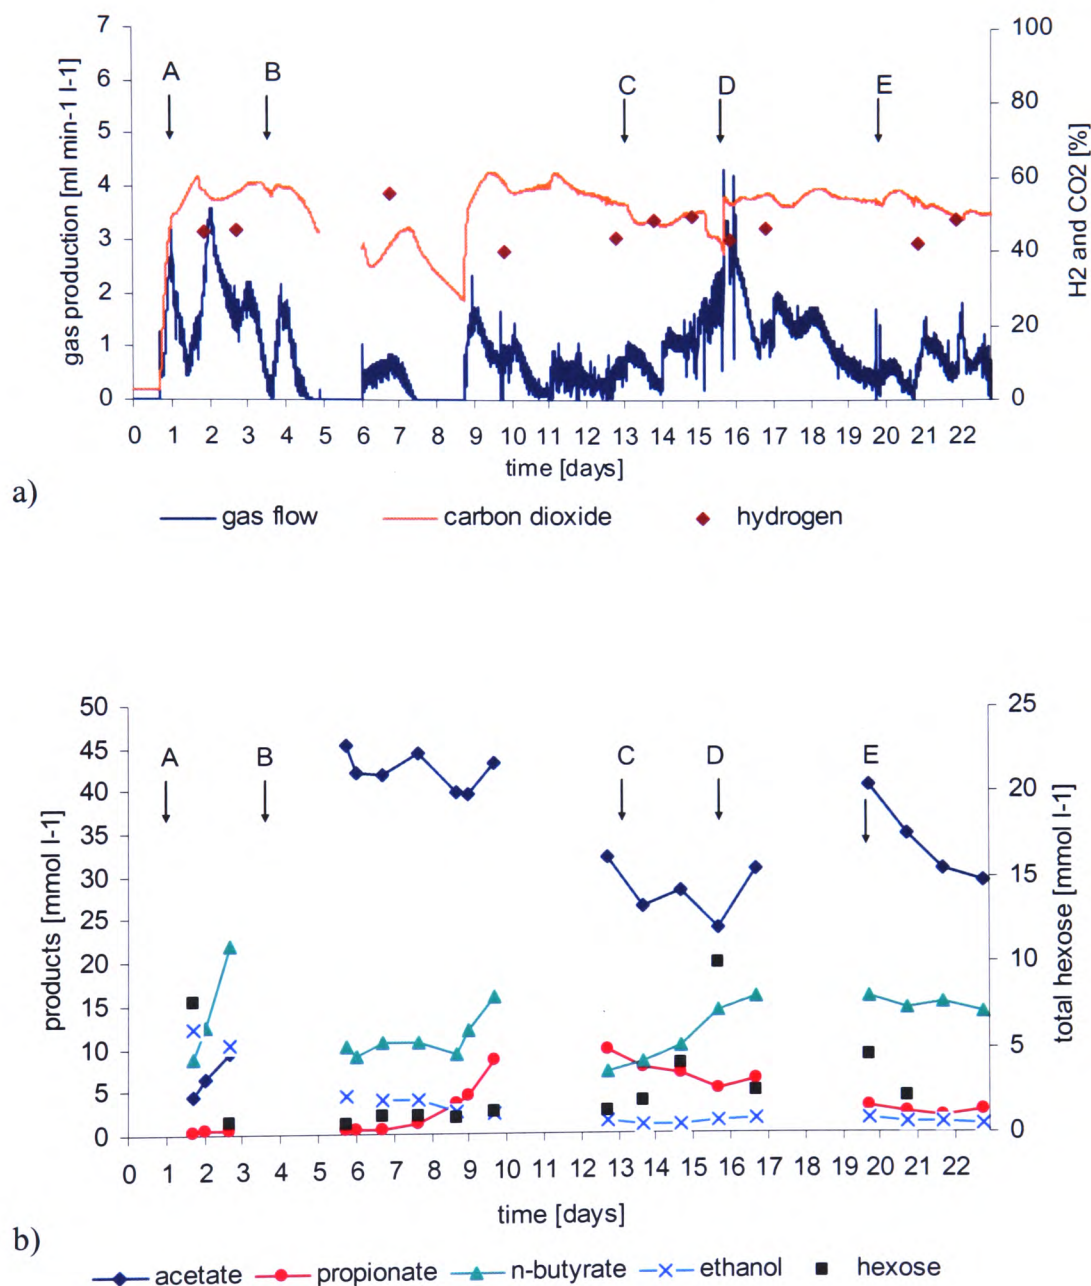 7
6
5
4
3
2
1
0
gas production [ml min-1 l-1]
100
80
60
40
20
0
H2 and CO2 [%]
A
B
C
D
E
0 1 2 3 4 5 6 7 8 9 10 11 12 13 14 15 16 17 18 19 20 21 22
time [days]
a)
gas flow carbon dioxide hydrogen
50
45
40
35
30
25
20
15
10
5
0
products [mmol l-1]
25
20
15
10
5
0
total hexose [mmol l-1]
A
B
C
D
E
0 1 2 3 4 5 6 7 8 9 10 11 12 13 14 15 16 17 18 19 20 21 22
time [days]
b)
acetate propionate n-butyrate ethanol hexose